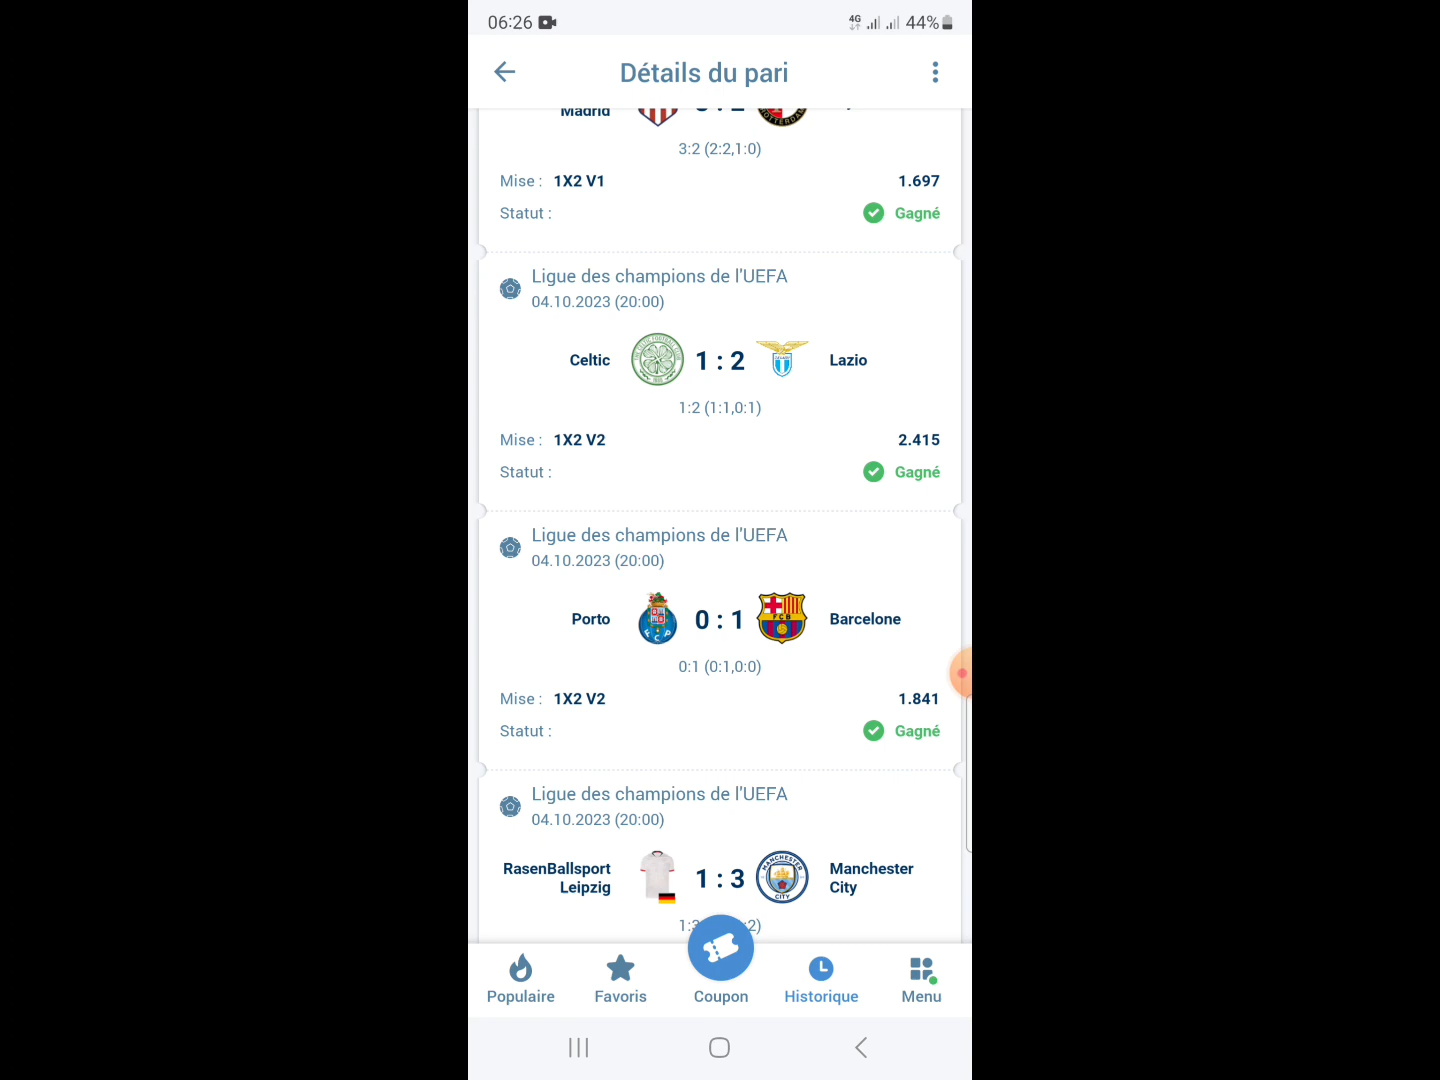 06:26 4G 44%
Détails du pari
Madrid
3:2 (2:2,1:0)
Mise : 1X2 V1 1.697
Statut : Gagné
Ligue des champions de l'UEFA
04.10.2023 (20:00)
Celtic 1 : 2 Lazio
1:2 (1:1,0:1)
Mise : 1X2 V2 2.415
Statut : Gagné
Ligue des champions de l'UEFA
04.10.2023 (20:00)
Porto 0 : 1 Barcelone
0:1 (0:1,0:0)
Mise : 1X2 V2 1.841
Statut : Gagné
Ligue des champions de l'UEFA
04.10.2023 (20:00)
RasenBallsport Leipzig 1 : 3 Manchester City
Populaire Favoris Coupon Historique Menu